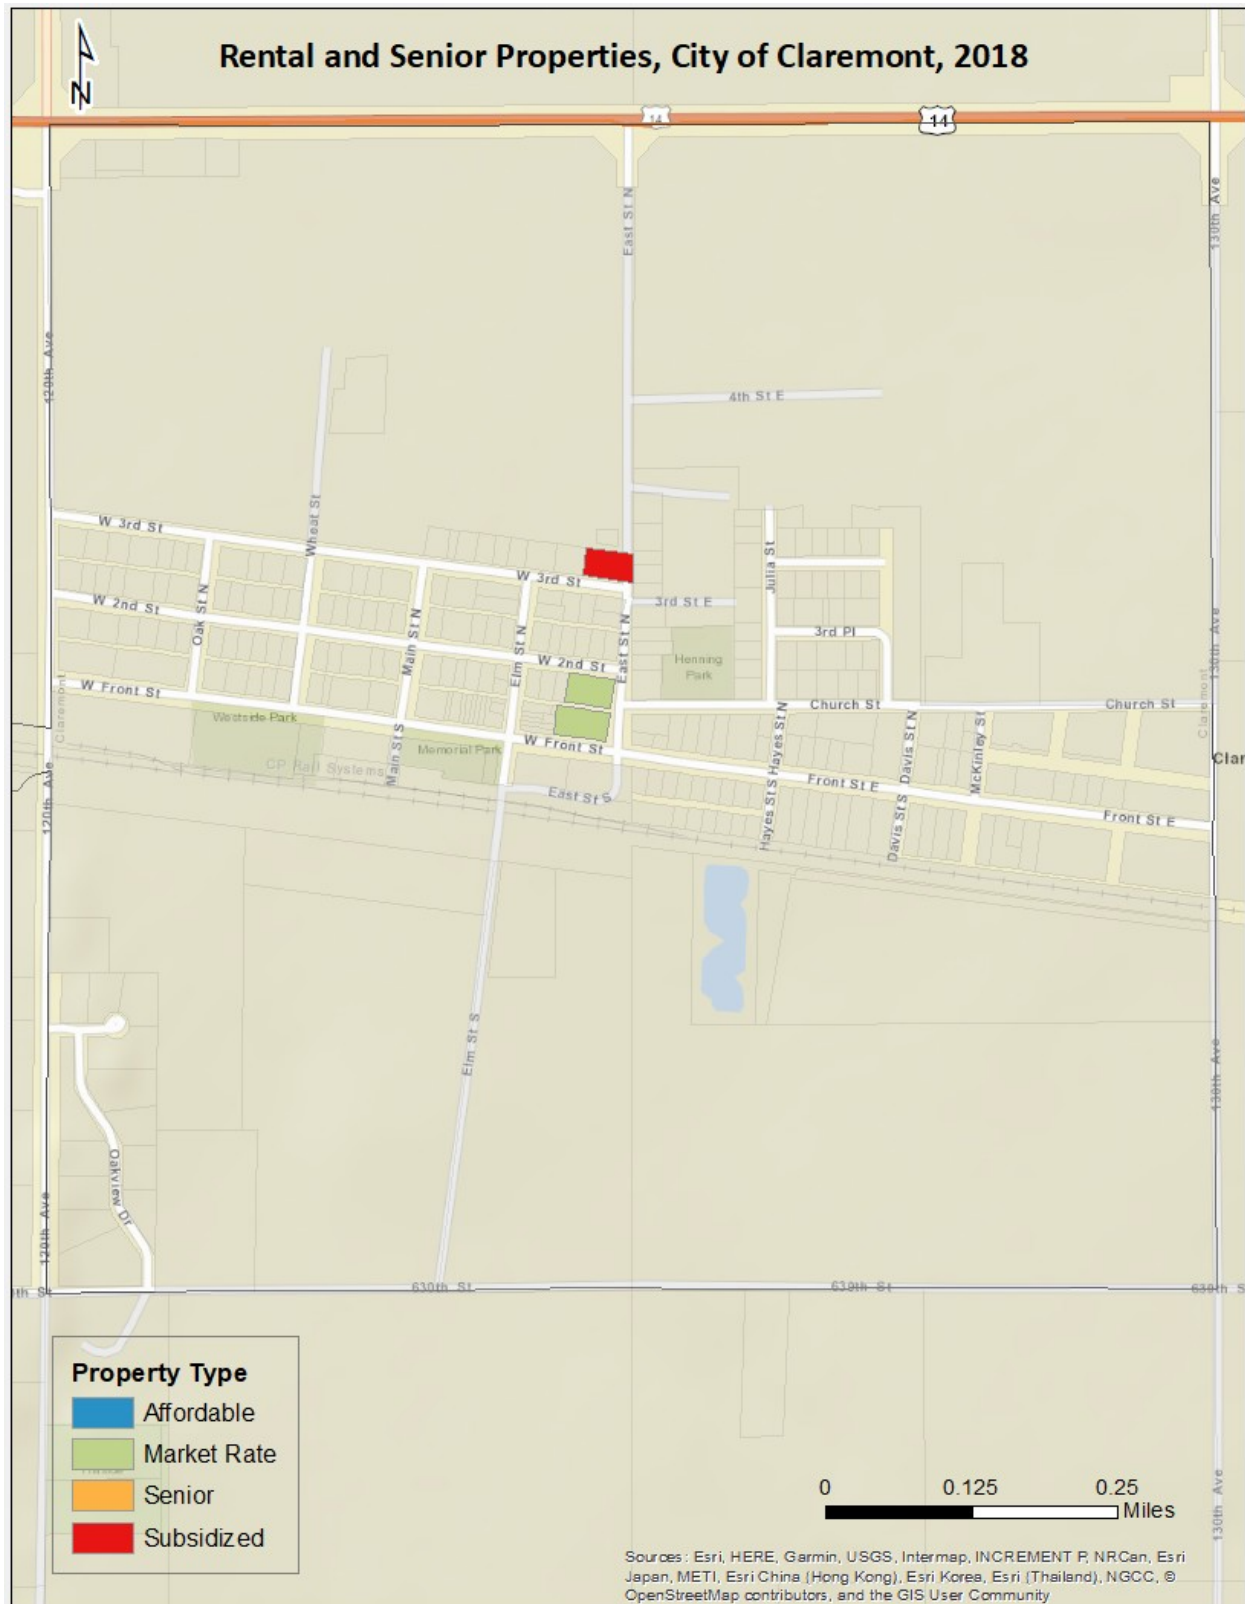 Rental and Senior Properties, City of Claremont, 2018
N
14
14
East St N
130th Ave
120th Ave
4th St E
Wheat St
W 3rd St
Julia St
W 3rd St
3rd St E
W 2nd St
Oak St N
Main St N
Elm St N
East St N
3rd Pl
130th Ave
W 2nd St
Henning
Park
W Front St
Claremont
Church St
Church St
Claremont
Westside Park
Memorial Park
W Front St
Hayes St N
Davis St N
McKinley St
Clar
CP Rail Systems
Main St S
East St S
Front St E
Front St E
120th Ave
Hayes St S
Davis St S
Elm St S
130th Ave
Oakview Dr
120th Ave
630th St
639th St
Property Type
Affordable
Market Rate
Senior
Subsidized
0 0.125 0.25
Miles
130th Ave
Sources: Esri, HERE, Garmin, USGS, Intermap, INCREMENT P, NRCan, Esri
Japan, METI, Esri China (Hong Kong), Esri Korea, Esri (Thailand), NGCC, ©
OpenStreetMap contributors, and the GIS User Community